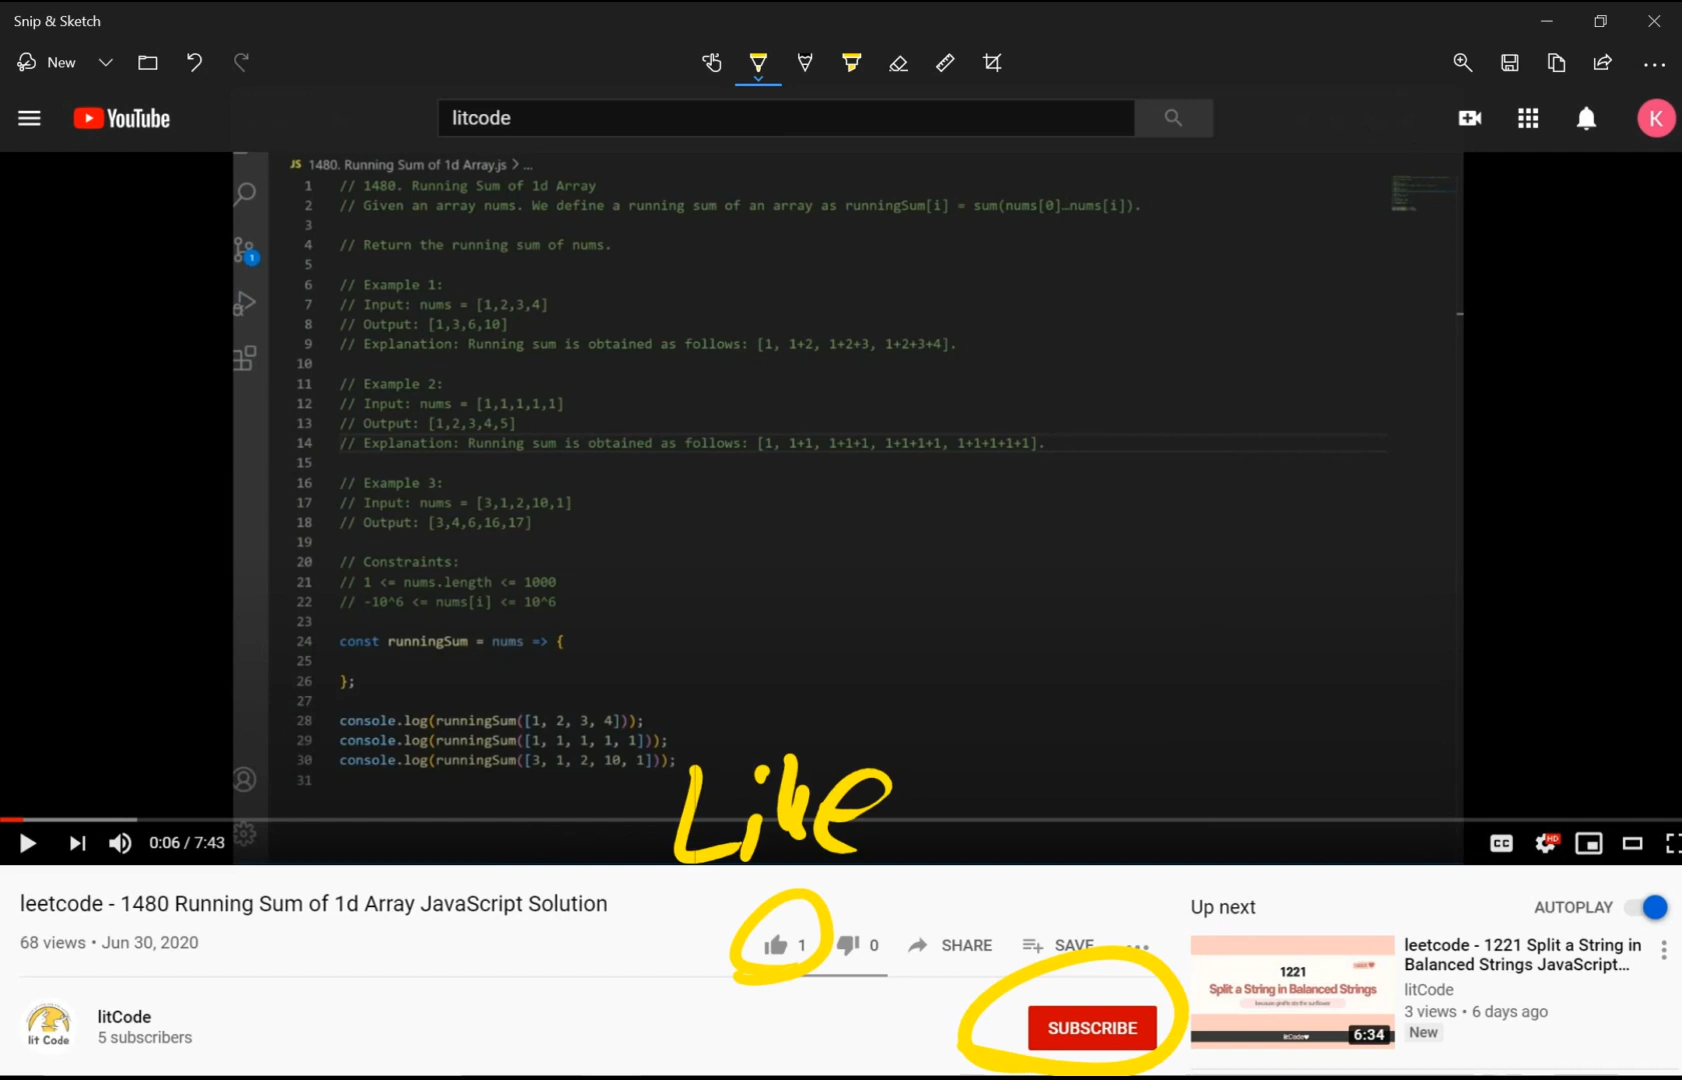 Snip & Sketch
New
YouTube
litcode
K
JS 1480. Running Sum of 1d Array.js > ...
1 // 1480. Running Sum of 1d Array
2 // Given an array nums. We define a running sum of an array as runningSum[i] = sum(nums[0]…nums[i]).
3
4 // Return the running sum of nums.
5
6 // Example 1:
7 // Input: nums = [1,2,3,4]
8 // Output: [1,3,6,10]
9 // Explanation: Running sum is obtained as follows: [1, 1+2, 1+2+3, 1+2+3+4].
10
11 // Example 2:
12 // Input: nums = [1,1,1,1,1]
13 // Output: [1,2,3,4,5]
14 // Explanation: Running sum is obtained as follows: [1, 1+1, 1+1+1, 1+1+1+1, 1+1+1+1+1].
15
16 // Example 3:
17 // Input: nums = [3,1,2,10,1]
18 // Output: [3,4,6,16,17]
19
20 // Constraints:
21 // 1 <= nums.length <= 1000
22 // -10^6 <= nums[i] <= 10^6
23
24 const runningSum = nums => {
25
26 };
27
28 console.log(runningSum([1, 2, 3, 4]));
29 console.log(runningSum([1, 1, 1, 1, 1]));
30 console.log(runningSum([3, 1, 2, 10, 1]));
31
1
Like
0:06 / 7:43
CC
HD
leetcode - 1480 Running Sum of 1d Array JavaScript Solution
68 views • Jun 30, 2020
1 0 SHARE SAVE ...
litCode
5 subscribers
lit Code
SUBSCRIBE
Up next
AUTOPLAY
1221
Split a String in Balanced Strings
litCode♥
6:34
leetcode - 1221 Split a String in
Balanced Strings JavaScript...
litCode
3 views • 6 days ago
New